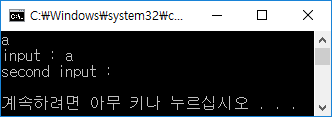 C:₩Windows₩system32₩c...
a
input : a
second input :
계속하려면 아무 키나 누르십시오 . . .